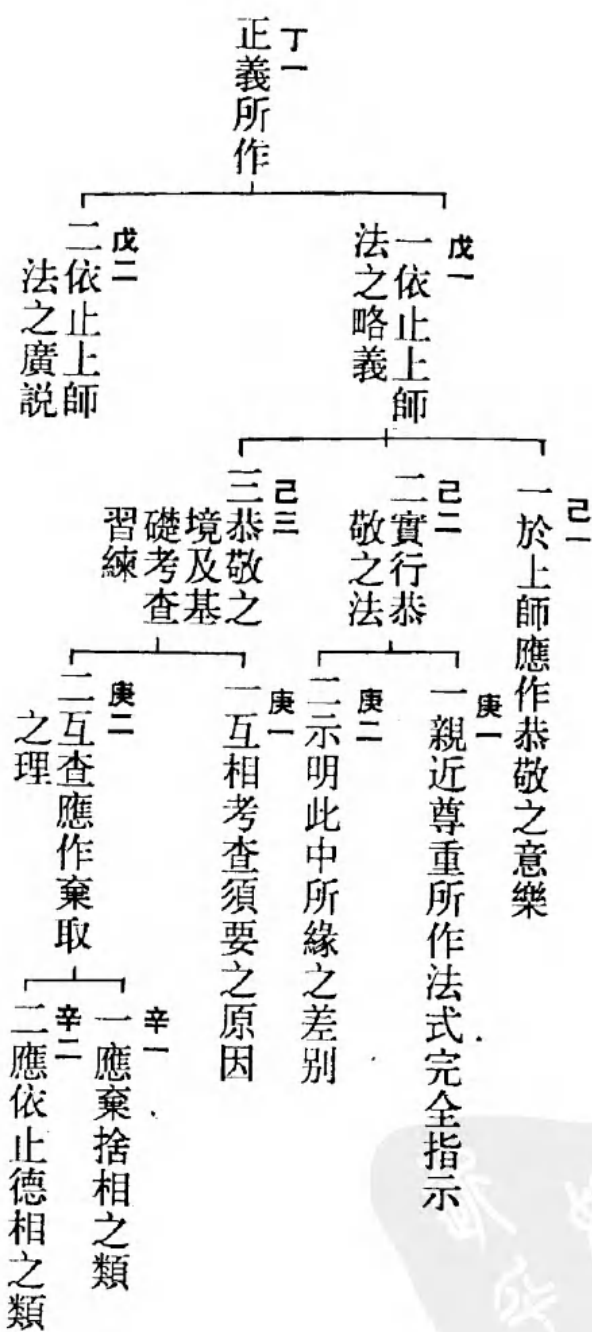 丁一
正義所作
戊一
一依止上師
法之略義
己一
一於上師應作恭敬之意樂
己二
二實行恭
敬之法
庚一
一親近尊重所作法式完全指示
庚二
二示明此中所緣之差別
己三
三恭敬之
境及基
礎考查
習練
庚一
一互相考查須要之原因
庚二
二互查應作棄取
之理
辛一
一應棄捨相之類
辛二
二應依止德相之類
戊二
二依止上師
法之廣說